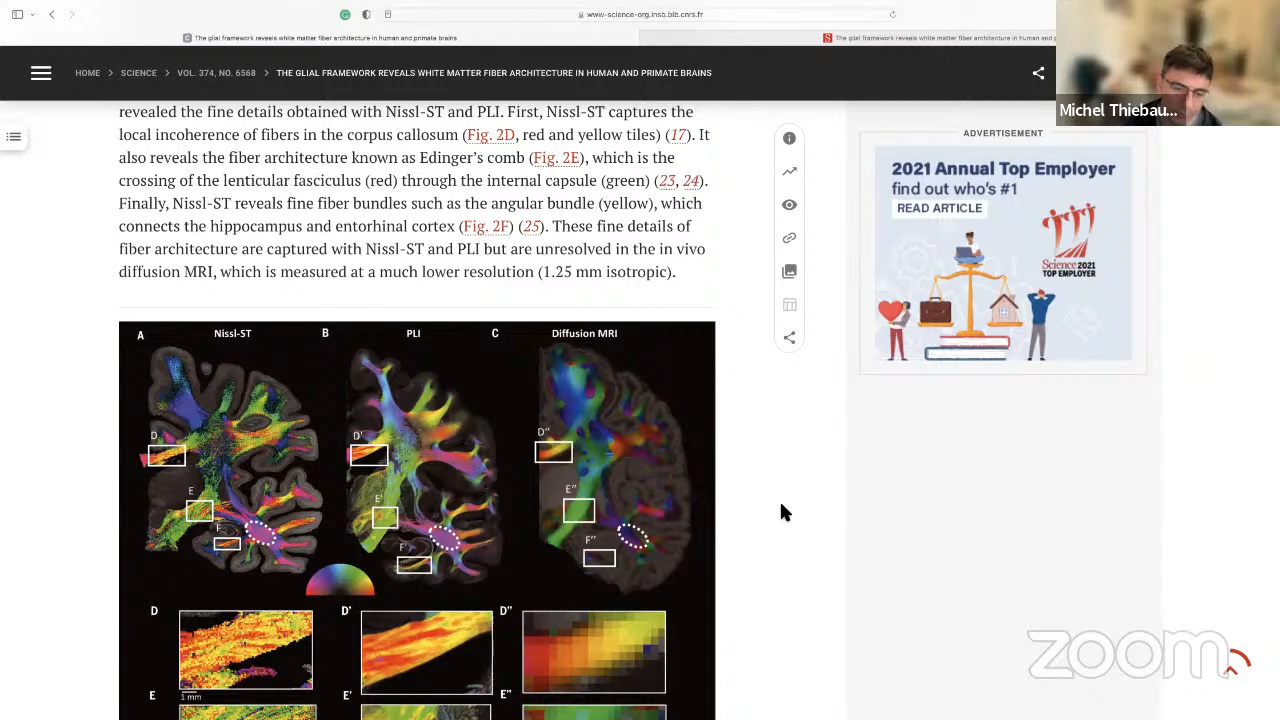 www-science-org.insb.bib.cnrs.fr
The glial framework reveals white matter fiber architecture in human and primate brains
The glial framework reveals white matter fiber architecture in human and p
HOME > SCIENCE > VOL. 374, NO. 6568 > THE GLIAL FRAMEWORK REVEALS WHITE MATTER FIBER ARCHITECTURE IN HUMAN AND PRIMATE BRAINS
Michel Thiebau...
revealed the fine details obtained with Nissl-ST and PLI. First, Nissl-ST captures the
local incoherence of fibers in the corpus callosum (Fig. 2D, red and yellow tiles) (17). It
also reveals the fiber architecture known as Edinger's comb (Fig. 2E), which is the
crossing of the lenticular fasciculus (red) through the internal capsule (green) (23, 24).
Finally, Nissl-ST reveals fine fiber bundles such as the angular bundle (yellow), which
connects the hippocampus and entorhinal cortex (Fig. 2F) (25). These fine details of
fiber architecture are captured with Nissl-ST and PLI but are unresolved in the in vivo
diffusion MRI, which is measured at a much lower resolution (1.25 mm isotropic).
ADVERTISEMENT
2021 Annual Top Employer
find out who's #1
READ ARTICLE
Science 2021
TOP EMPLOYER
A Nissl-ST B PLI C Diffusion MRI
D D' D"
E E' E"
F F' F"
D D' D"
1 mm
E E' E"
zoom